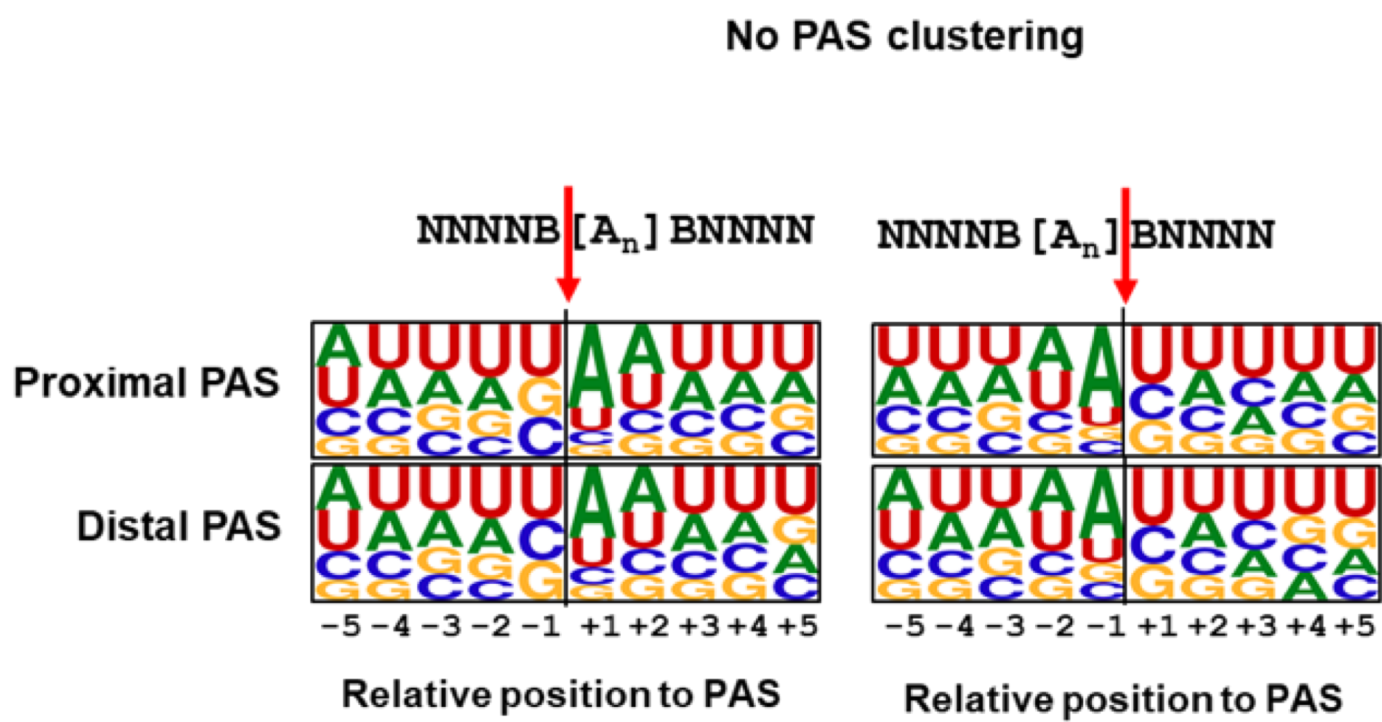 No PAS clustering
NNNNB[An]BNNNN
NNNNB[An]BNNNN
Proximal PAS
A U U U U A A U U U
U A A A G U U A A A
C C G G C C C C C G
G G C C G G G G C
U U U A A U U U U U
A A A U U C A C A A
C C G C G G C A C G
G G C G C G G G C
Distal PAS
A U U U U A A U U U
U A A A C U U A A G
C C G G G C C C C A
G G C C G G G G C
A U U A A U U U U U
U A A U U C A C G G
C C G C G G C A C A
G G C G C G G A C
-5 -4 -3 -2 -1 +1 +2 +3 +4 +5
-5 -4 -3 -2 -1 +1 +2 +3 +4 +5
Relative position to PAS
Relative position to PAS